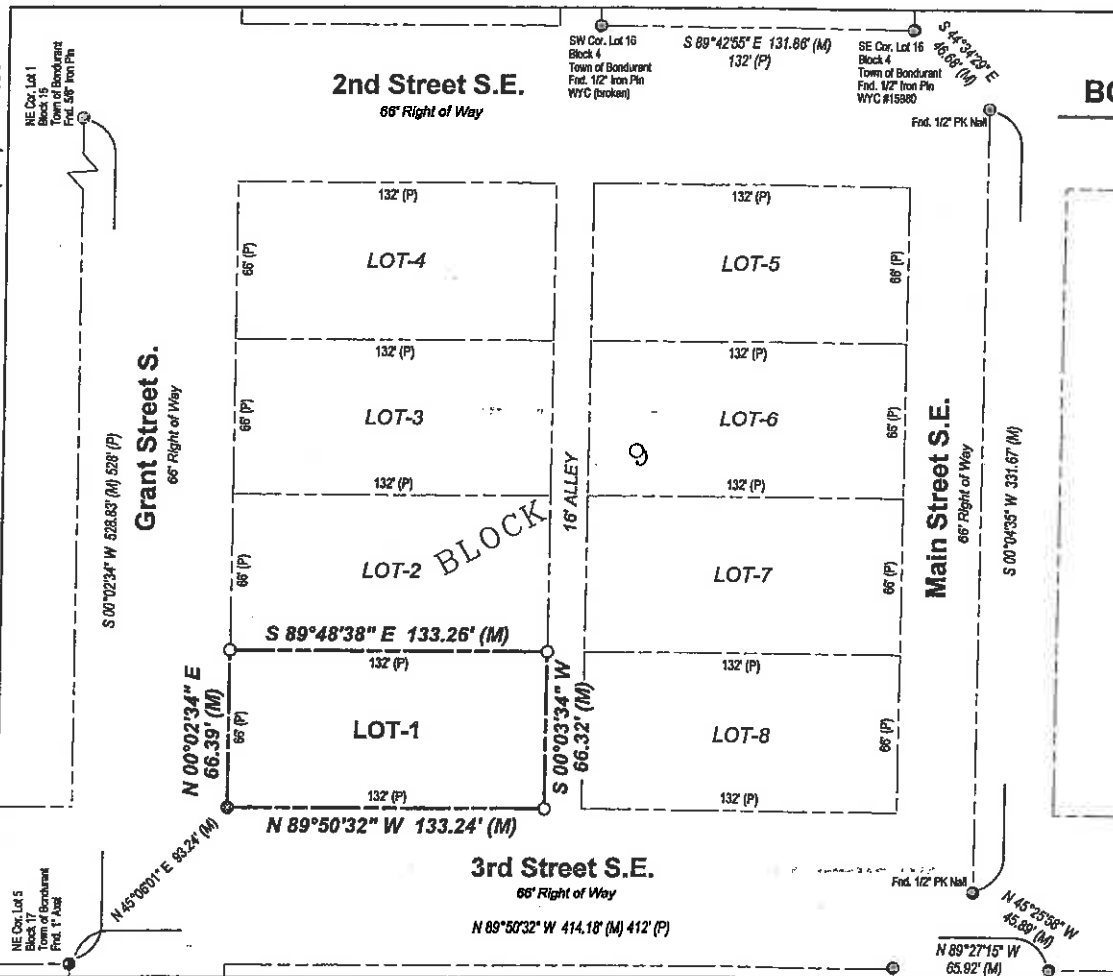 NE Cor. Lot 1
Block 15
Town of Bondurant
Fnd. 5/8" Iron Pin
2nd Street S.E.
66' Right of Way
SW Cor. Lot 16
Block 4
Town of Bondurant
Fnd. 1/2" Iron Pin
WYC (broken)
S 89°42'55" E 131.86' (M)
132' (P)
SE Cor. Lot 16
Block 4
Town of Bondurant
Fnd. 1/2" Iron Pin
WYC #15980
S 44°34'29" E
46.68' (M)
Fnd. 1/2" PK Nail
132' (P)
66' (P)
LOT-4
132' (P)
LOT-5
66' (P)
132' (P)
66' (P)
LOT-3
132' (P)
LOT-6
66' (P)
Grant Street S.
66' Right of Way
S 00°02'34" W 528.83' (M) 528' (P)
9
BLOCK
16' ALLEY
Main Street S.E.
66' Right of Way
S 00°04'35" W 331.67' (M)
132' (P)
66' (P)
LOT-2
132' (P)
LOT-7
66' (P)
S 89°48'38" E 133.26' (M)
132' (P)
N 00°02'34" E
66.39' (M)
66' (P)
LOT-1
S 00°03'34" W
66.32' (M)
132' (P)
N 89°50'32" W 133.24' (M)
132' (P)
LOT-8
66' (P)
132' (P)
N 45°06'01" E 93.24' (M)
NE Cor. Lot 5
Block 17
Town of Bondurant
Fnd. 1" Axel
3rd Street S.E.
66' Right of Way
N 89°50'32" W 414.18' (M) 412' (P)
Fnd. 1/2" PK Nail
N 45°25'58" W
45.89' (M)
N 89°27'15" W
65.92' (M)